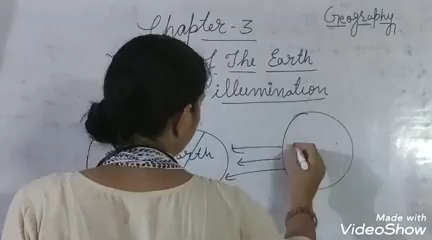 Chapter-3
Geography
The Earth
illumination
Made with
VideoShow